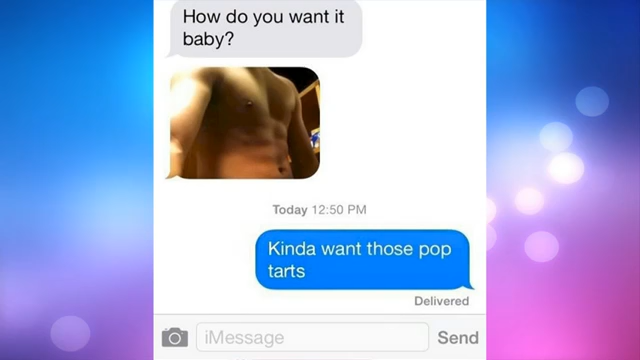 How do you want it
baby?
Today 12:50 PM
Kinda want those pop
tarts
Delivered
iMessage
Send